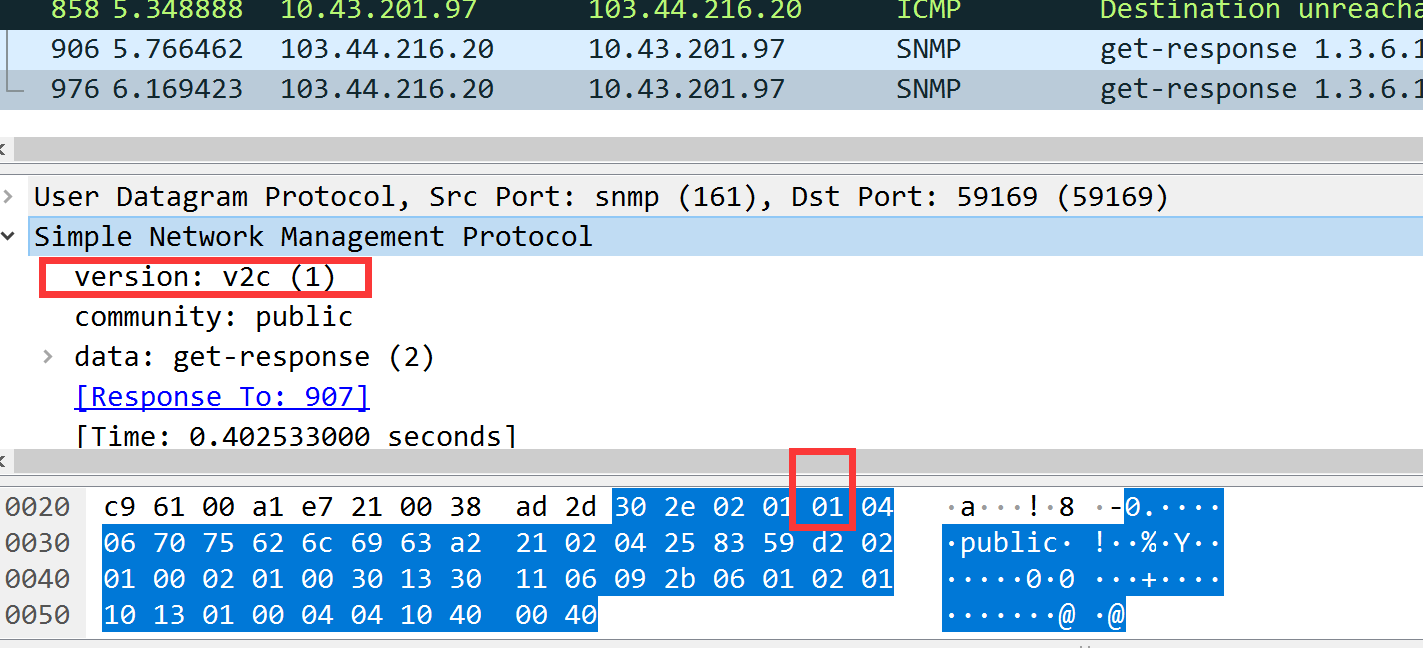 858 5.348888 10.43.201.97 103.44.216.20 ICMP Destination unreacha
906 5.766462 103.44.216.20 10.43.201.97 SNMP get-response 1.3.6.1
976 6.169423 103.44.216.20 10.43.201.97 SNMP get-response 1.3.6.1
User Datagram Protocol, Src Port: snmp (161), Dst Port: 59169 (59169)
Simple Network Management Protocol
version: v2c (1)
community: public
data: get-response (2)
[Response To: 907]
[Time: 0.402533000 seconds]
0020 c9 61 00 a1 e7 21 00 38 ad 2d 30 2e 02 01 01 04 ·a···!·8 ·-0.····
0030 06 70 75 62 6c 69 63 a2 21 02 04 25 83 59 d2 02 ·public· !··%·Y··
0040 01 00 02 01 00 30 13 30 11 06 09 2b 06 01 02 01 ·····0·0 ···+····
0050 10 13 01 00 04 04 10 40 00 40 ·······@ ·@